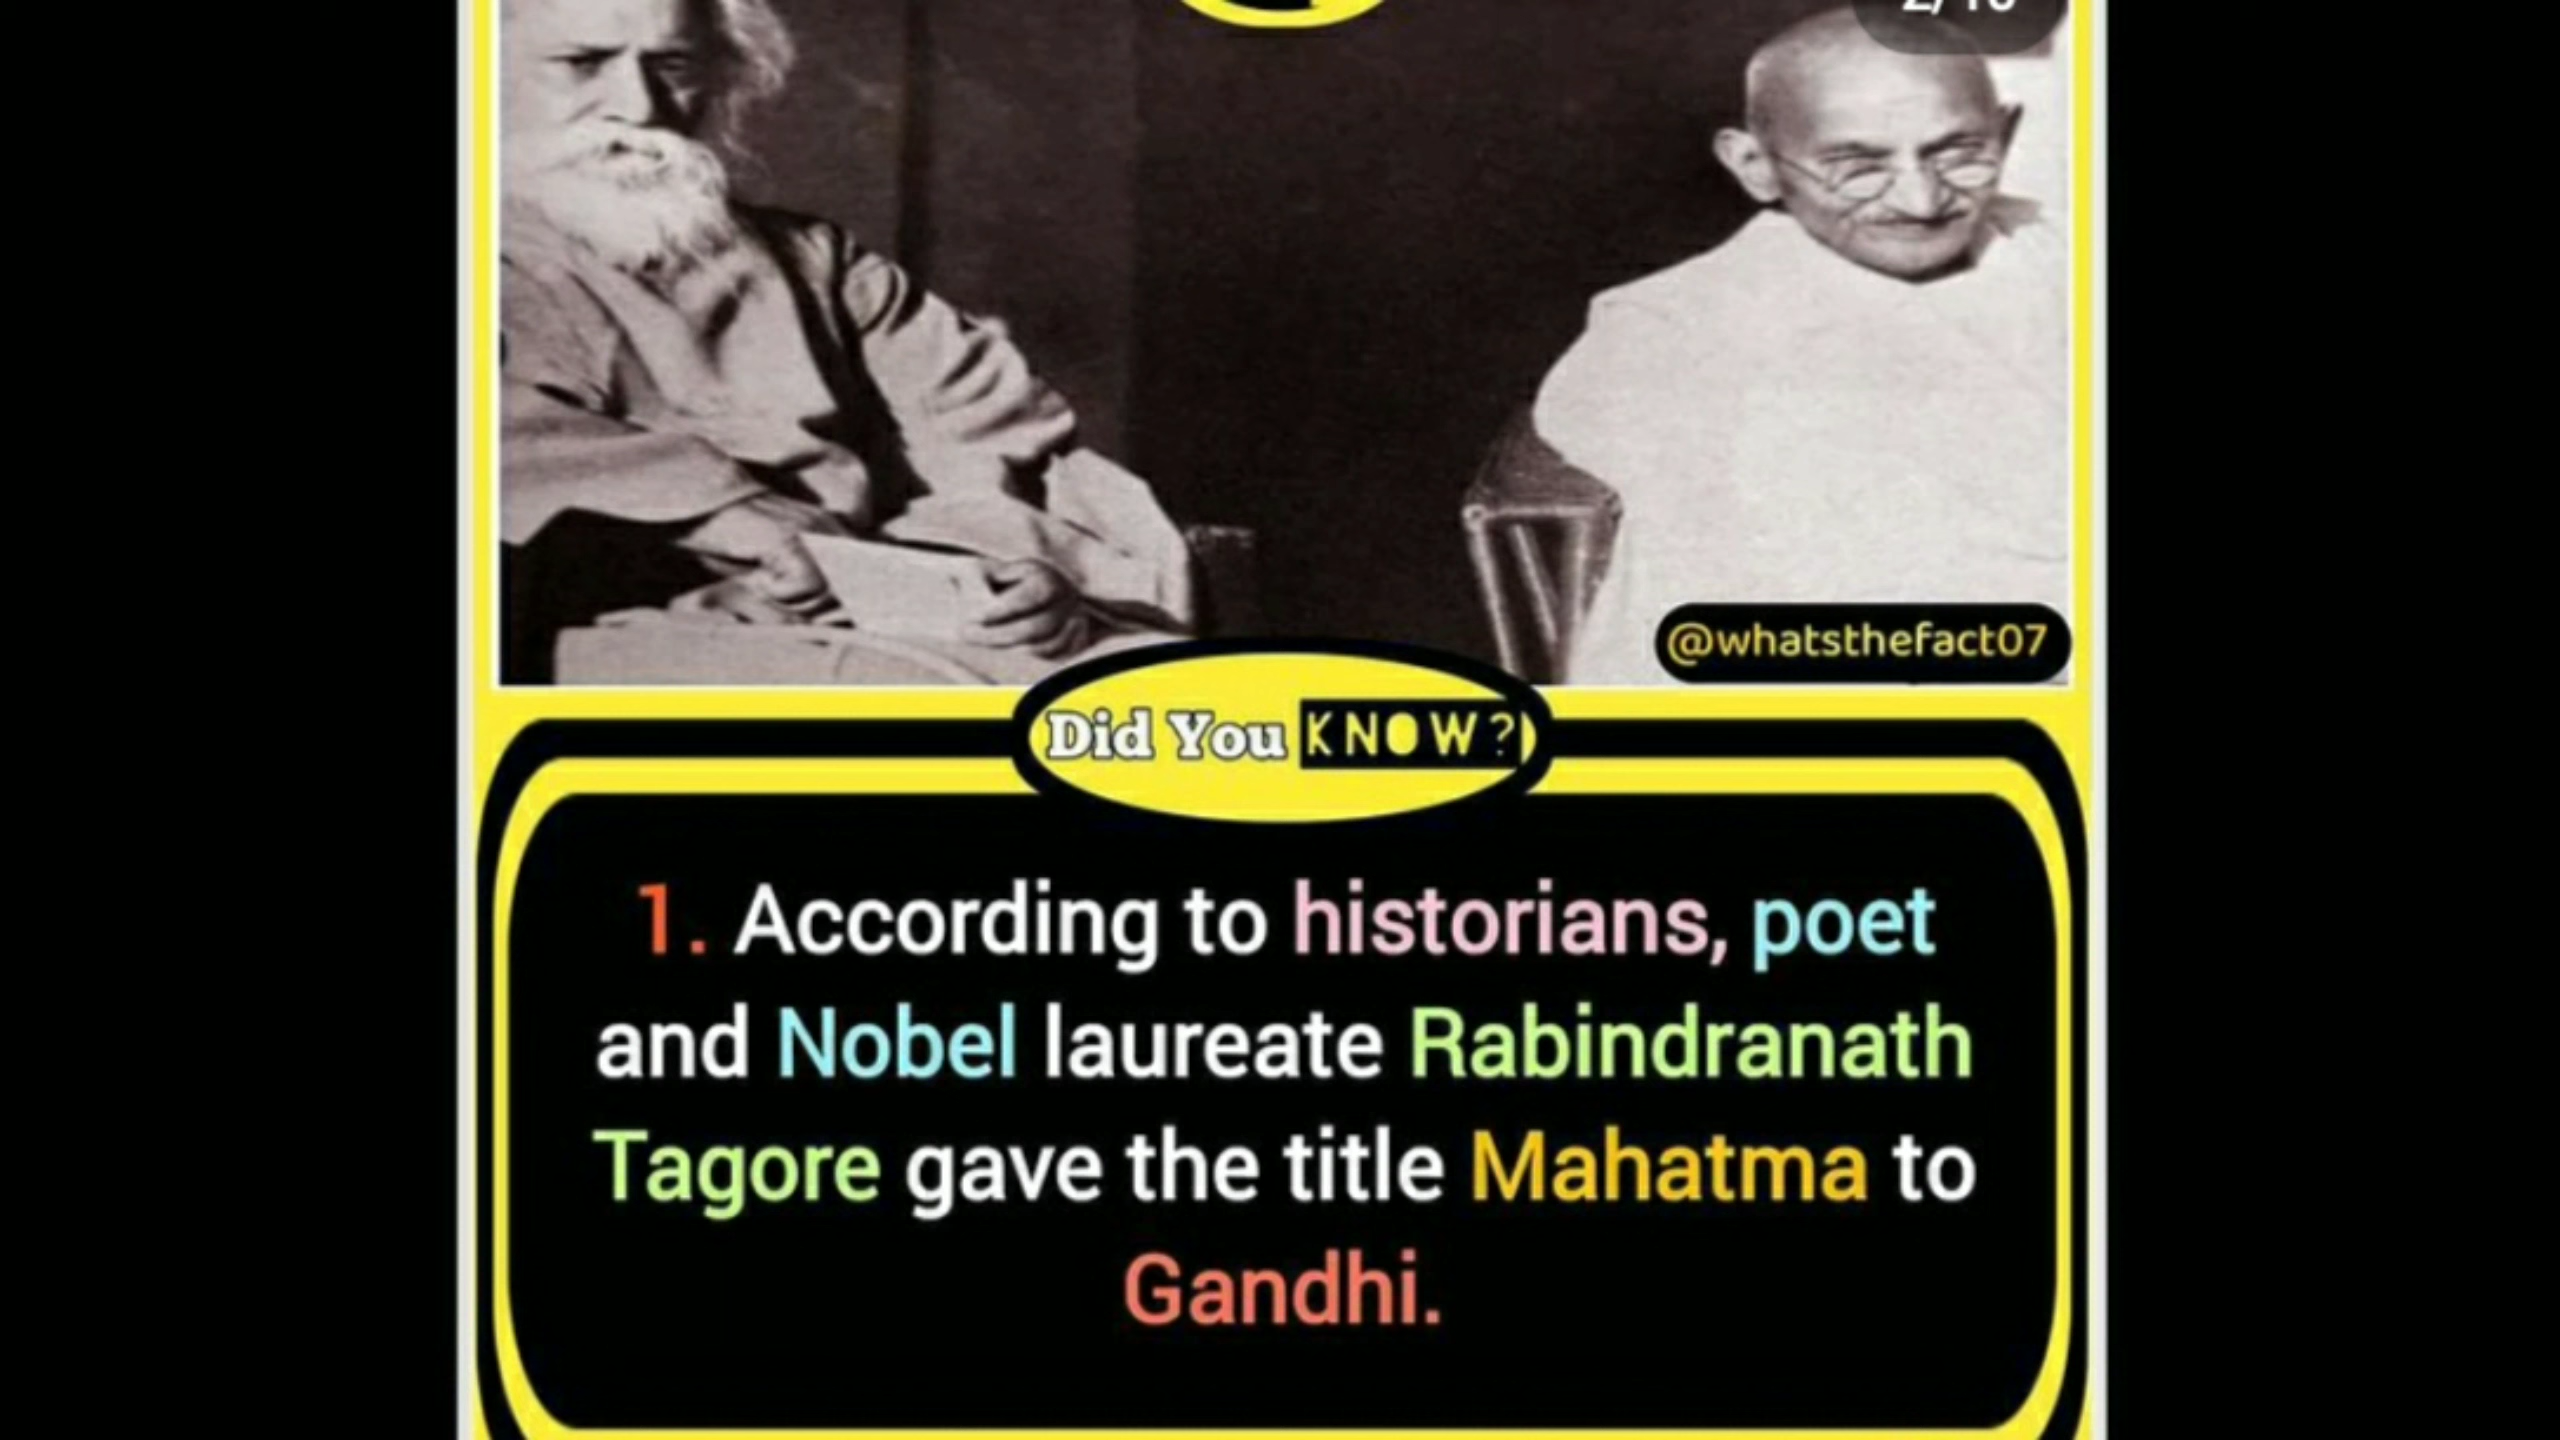 @whatsthefact07
Did You KNOW?
1. According to historians, poet
and Nobel laureate Rabindranath
Tagore gave the title Mahatma to
Gandhi.